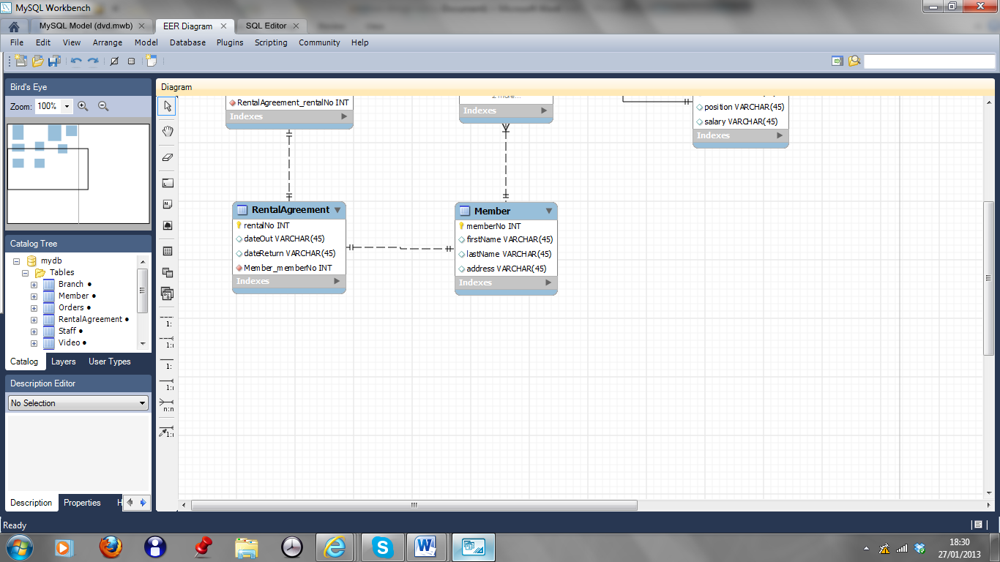 MySQL Workbench
MySQL Model (dvd.mwb)
EER Diagram
SQL Editor
File Edit View Arrange Model Database Plugins Scripting Community Help
Bird's Eye
Zoom: 100%
Catalog Tree
mydb
Tables
Branch
Member
Orders
RentalAgreement
Staff
Video
Catalog Layers User Types
Description Editor
No Selection
Description Properties H
Diagram
1:
1:n
1:
1:n
n:n
1:n
RentalAgreement_rentalNo INT
Indexes
2 more...
Indexes
position VARCHAR(45)
salary VARCHAR(45)
Indexes
RentalAgreement
rentalNo INT
dateOut VARCHAR(45)
dateReturn VARCHAR(45)
Member_memberNo INT
Indexes
Member
memberNo INT
firstName VARCHAR(45)
lastName VARCHAR(45)
address VARCHAR(45)
Indexes
Ready
18:30
27/01/2013